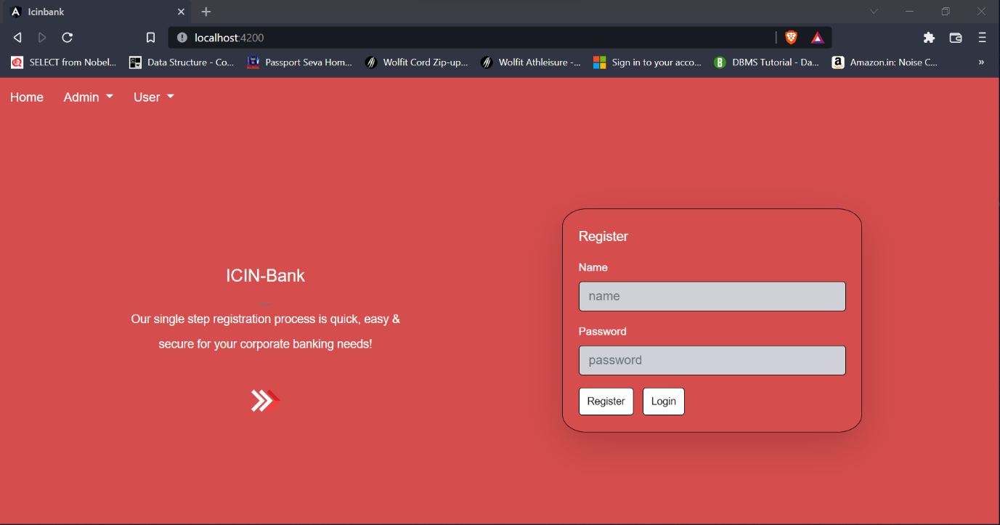 Icinbank
localhost:4200
SELECT from Nobel... Data Structure - Co... Passport Seva Hom... Wolfit Cord Zip-up... Wolfit Athleisure -... Sign in to your acco... DBMS Tutorial - Da... Amazon.in: Noise C... »
Home Admin User
ICIN-Bank
Our single step registration process is quick, easy &
secure for your corporate banking needs!
Register
Name
name
Password
password
Register Login